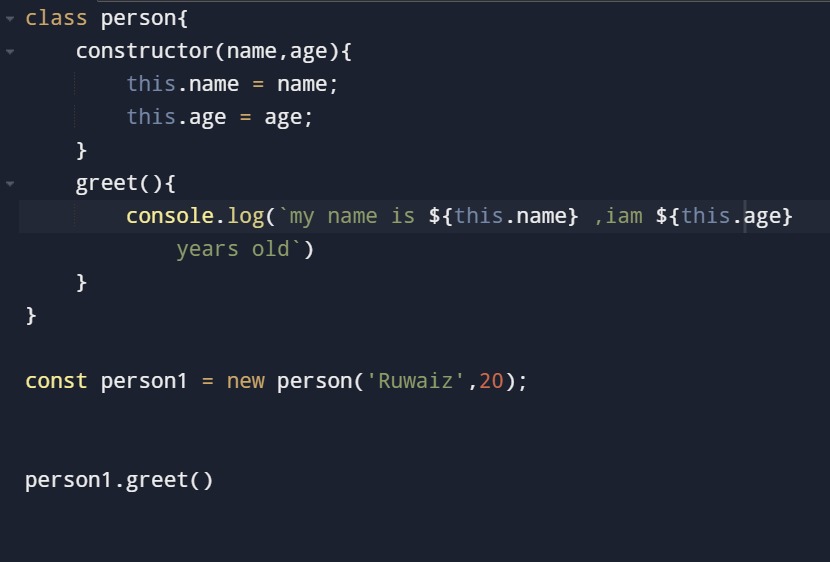 class person{
    constructor(name,age){
        this.name = name;
        this.age = age;
    }
    greet(){
        console.log(`my name is ${this.name} ,iam ${this.age}
            years old`)
    }
}
const person1 = new person('Ruwaiz',20);
person1.greet()